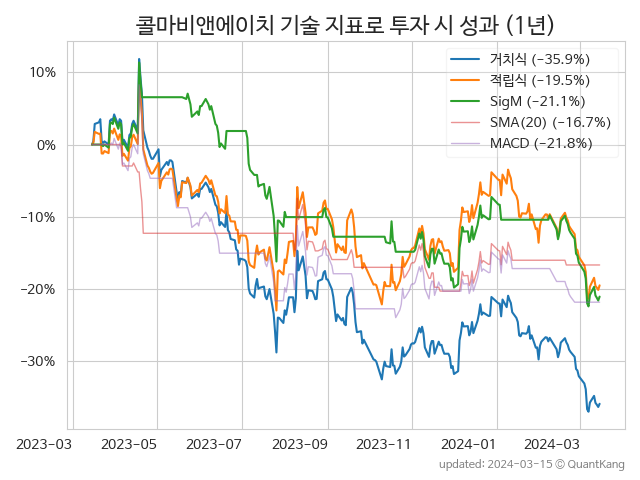 콜마비앤에이치 기술 지표로 투자 시 성과 (1년)
거치식 (−35.9%)
적립식 (−19.5%)
SigM (−21.1%)
SMA(20) (−16.7%)
MACD (−21.8%)
10%
0%
−10%
−20%
−30%
2023−03 2023−05 2023−07 2023−09 2023−11 2024−01 2024−03
updated: 2024−03−15 © QuantKang